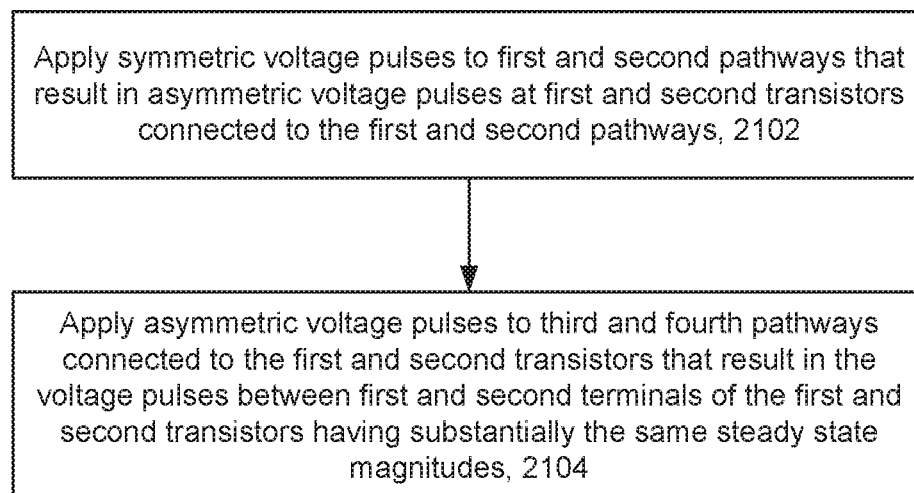 Apply symmetric voltage pulses to first and second pathways that
result in asymmetric voltage pulses at first and second transistors
connected to the first and second pathways, 2102
Apply asymmetric voltage pulses to third and fourth pathways
connected to the first and second transistors that result in the
voltage pulses between first and second terminals of the first and
second transistors having substantially the same steady state
magnitudes, 2104